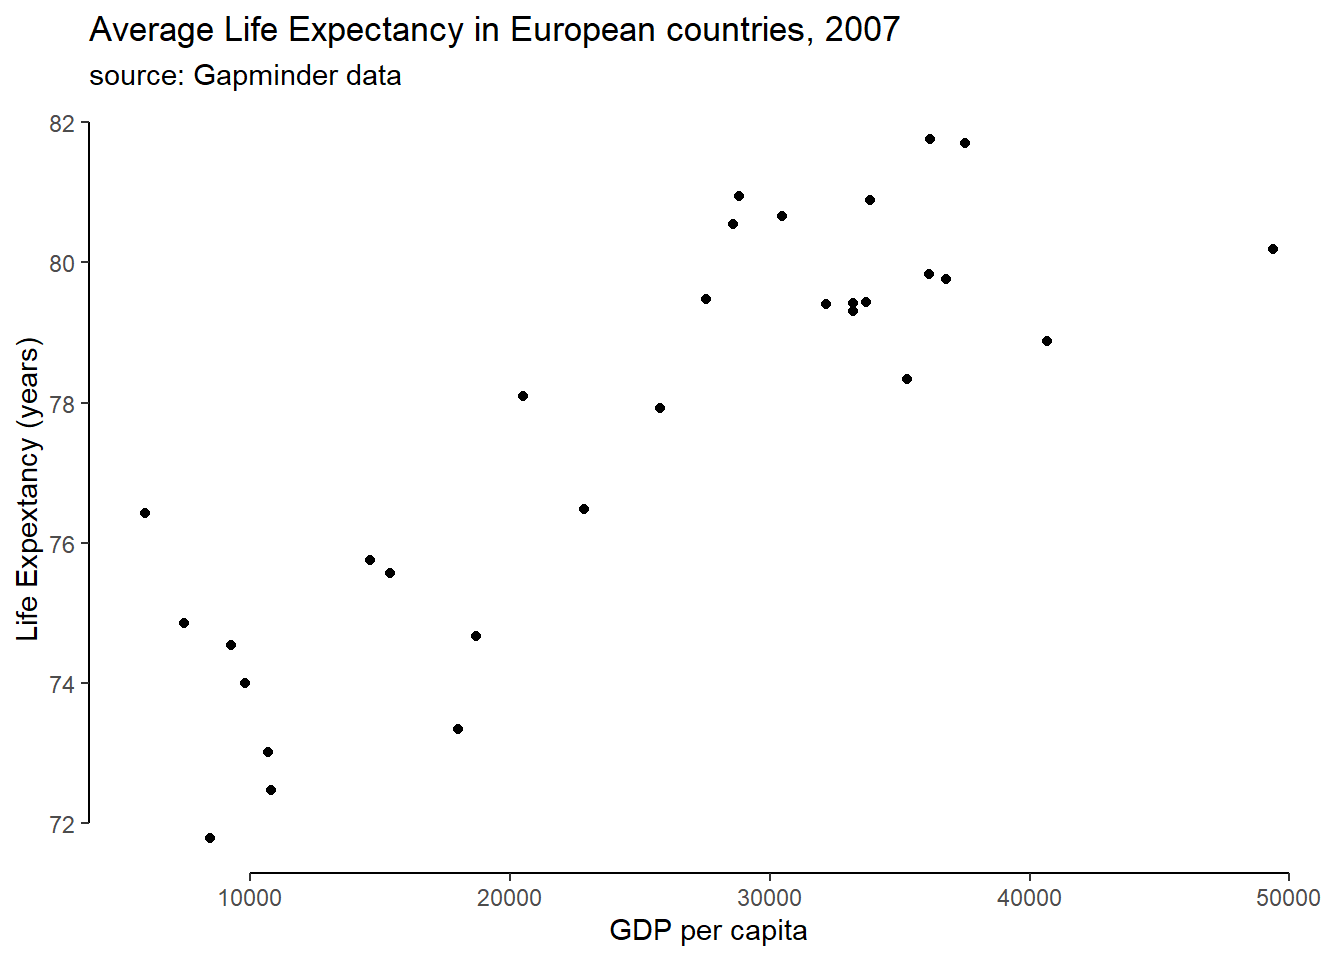 Average Life Expectancy in European countries, 2007
source: Gapminder data
82
80
78
76
74
72
Life Expextancy (years)
10000 20000 30000 40000 50000
GDP per capita